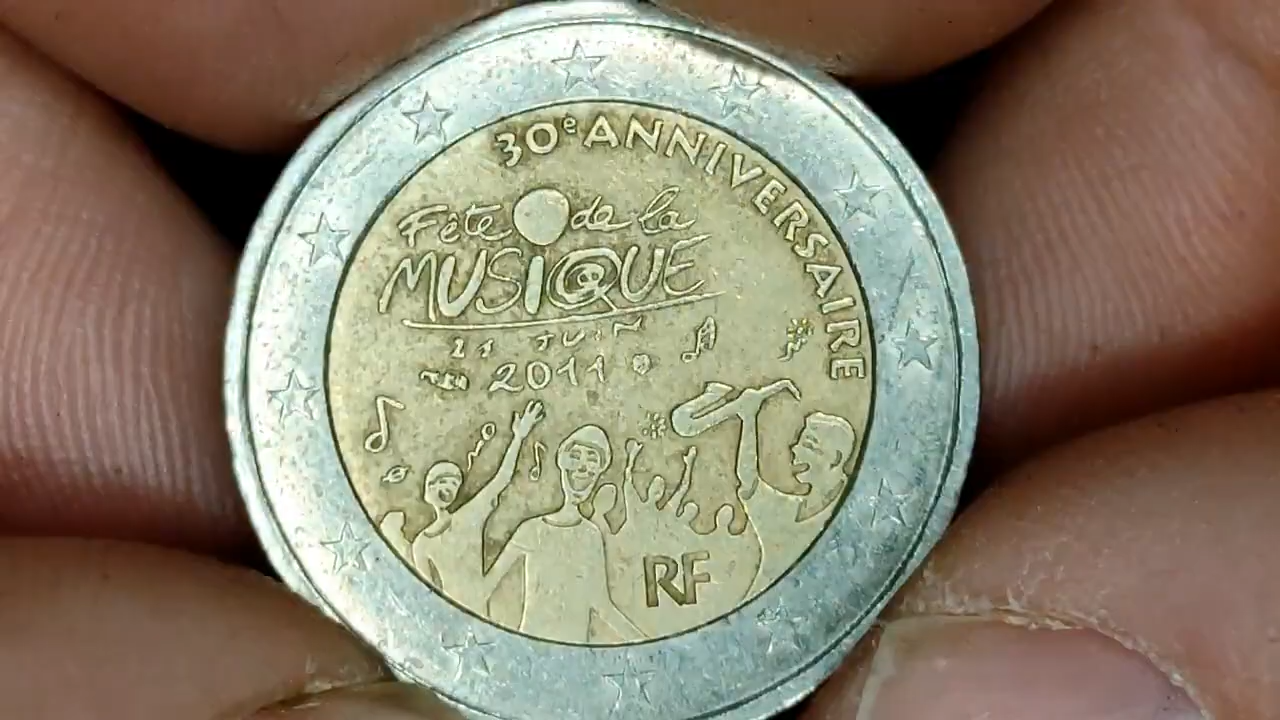 30e ANNIVERSAIRE
Fête de la
MUSIQUE
21 JUIN
2011
RF